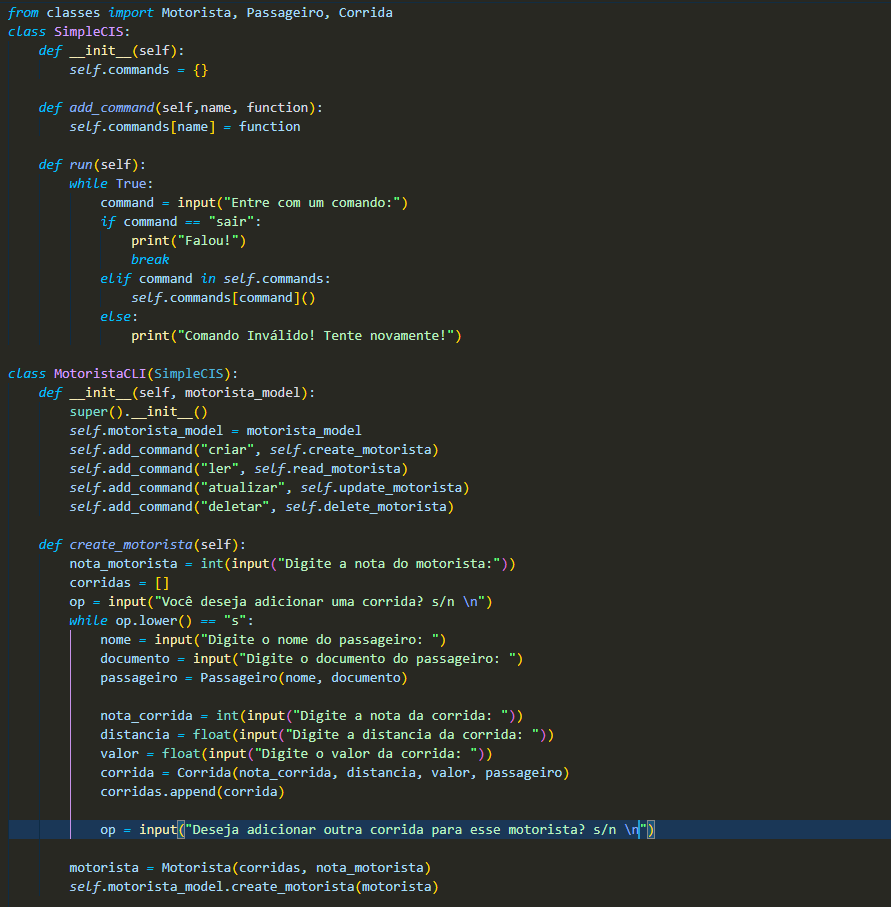 from classes import Motorista, Passageiro, Corrida
class SimpleCIS:
    def __init__(self):
        self.commands = {}

    def add_command(self,name, function):
        self.commands[name] = function

    def run(self):
        while True:
            command = input("Entre com um comando:")
            if command == "sair":
                print("Falou!")
                break
            elif command in self.commands:
                self.commands[command]()
            else:
                print("Comando Inválido! Tente novamente!")

class MotoristaCLI(SimpleCIS):
    def __init__(self, motorista_model):
        super().__init__()
        self.motorista_model = motorista_model
        self.add_command("criar", self.create_motorista)
        self.add_command("ler", self.read_motorista)
        self.add_command("atualizar", self.update_motorista)
        self.add_command("deletar", self.delete_motorista)

    def create_motorista(self):
        nota_motorista = int(input("Digite a nota do motorista:"))
        corridas = []
        op = input("Você deseja adicionar uma corrida? s/n \n")
        while op.lower() == "s":
            nome = input("Digite o nome do passageiro: ")
            documento = input("Digite o documento do passageiro: ")
            passageiro = Passageiro(nome, documento)

            nota_corrida = int(input("Digite a nota da corrida: "))
            distancia = float(input("Digite a distancia da corrida: "))
            valor = float(input("Digite o valor da corrida: "))
            corrida = Corrida(nota_corrida, distancia, valor, passageiro)
            corridas.append(corrida)

            op = input("Deseja adicionar outra corrida para esse motorista? s/n \n")

        motorista = Motorista(corridas, nota_motorista)
        self.motorista_model.create_motorista(motorista)